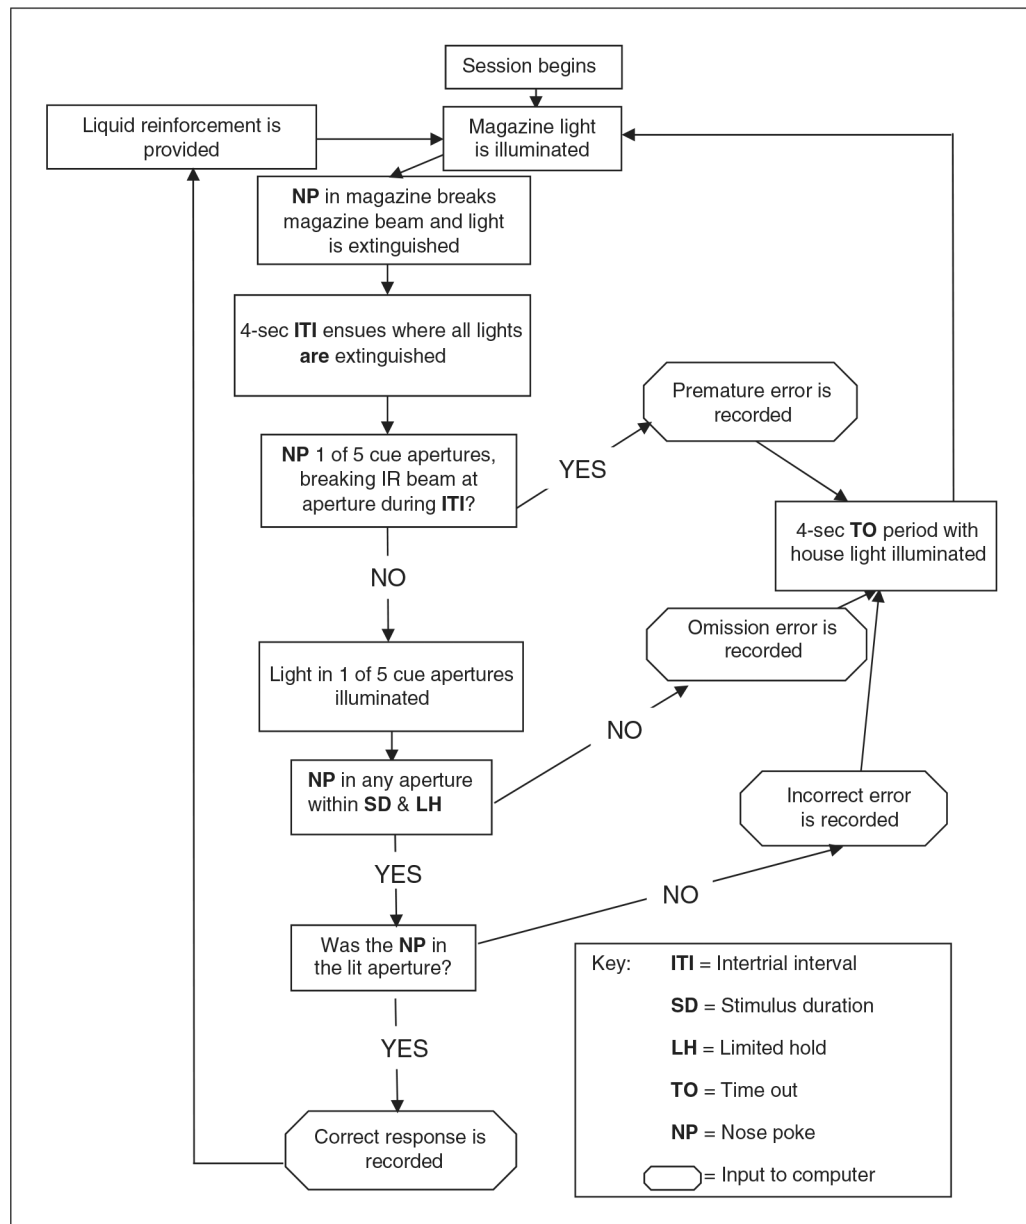 Session begins
Liquid reinforcement is
provided
Magazine light
is illuminated
NP in magazine breaks
magazine beam and light
is extinguished
4-sec ITI ensues where all lights
are extinguished
Premature error is
recorded
NP 1 of 5 cue apertures,
breaking IR beam at
aperture during ITI?
YES
4-sec TO period with
house light illuminated
NO
Omission error is
recorded
Light in 1 of 5 cue apertures
illuminated
NO
NP in any aperture
within SD & LH
Incorrect error
is recorded
YES
NO
Was the NP in
the lit aperture?
YES
Correct response is
recorded
Key: ITI = Intertrial interval
SD = Stimulus duration
LH = Limited hold
TO = Time out
NP = Nose poke
= Input to computer